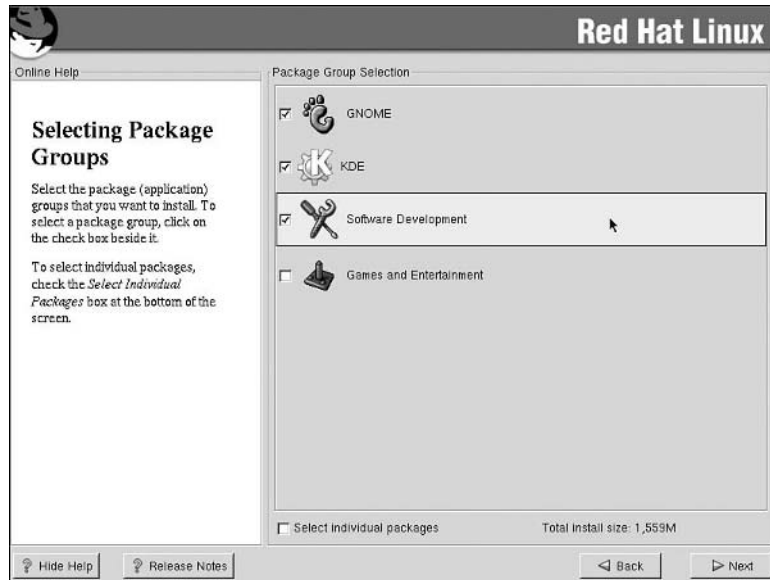 Red Hat Linux
Online Help
Selecting Package
Groups
Select the package (application)
groups that you want to install. To
select a package group, click on
the check box beside it.
To select individual packages,
check the Select Individual
Packages box at the bottom of the
screen.
Package Group Selection
GNOME
KDE
Software Development
Games and Entertainment
Select individual packages
Total install size: 1,559M
Hide Help
Release Notes
Back
Next